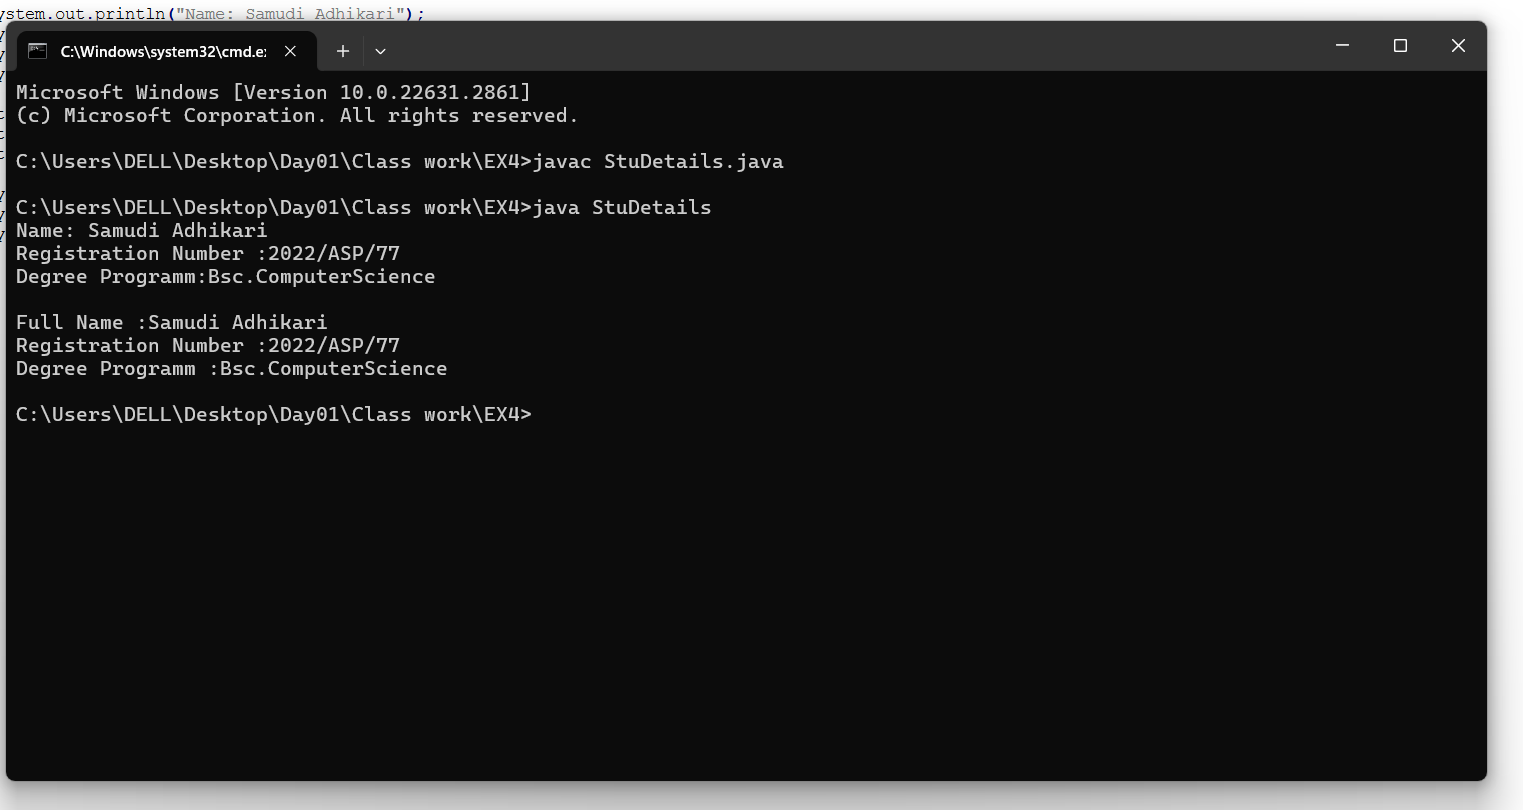 ystem.out.println("Name: Samudi Adhikari");
C:\Windows\system32\cmd.e
Microsoft Windows [Version 10.0.22631.2861]
(c) Microsoft Corporation. All rights reserved.
C:\Users\DELL\Desktop\Day01\Class work\EX4>javac StuDetails.java
C:\Users\DELL\Desktop\Day01\Class work\EX4>java StuDetails
Name: Samudi Adhikari
Registration Number :2022/ASP/77
Degree Programm:Bsc.ComputerScience
Full Name :Samudi Adhikari
Registration Number :2022/ASP/77
Degree Programm :Bsc.ComputerScience
C:\Users\DELL\Desktop\Day01\Class work\EX4>